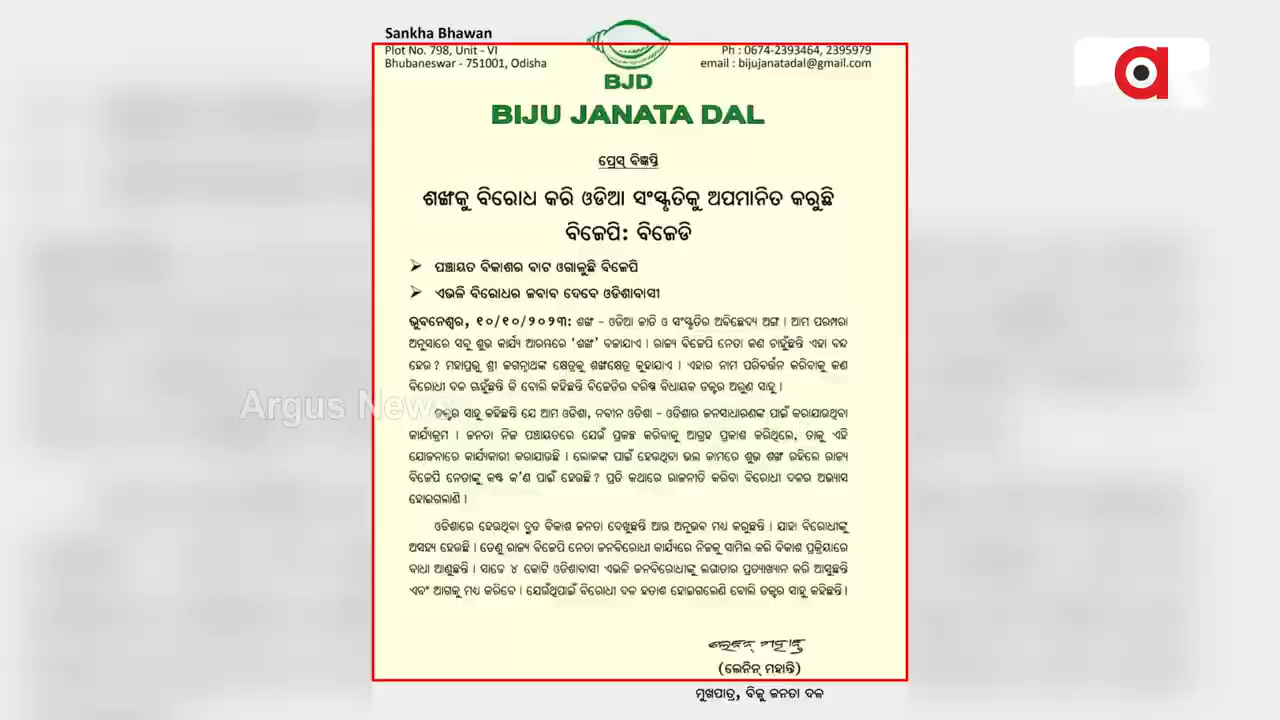 Sankha Bhawan
Plot No. 798, Unit - VI
Bhubaneswar - 751001, Odisha
Ph : 0674-2393464, 2395979
email : bijujanatadal@gmail.com
BJD
BIJU JANATA DAL
ପ୍ରେସ୍ ବିଜ୍ଞପ୍ତି
ଶଙ୍ଖକୁ ବିରୋଧ କରି ଓଡିଆ ସଂସ୍କୃତିକୁ ଅପମାନିତ କରୁଛି
ବିଜେପି: ବିଜେଡି
➢ ପଞ୍ଚାୟତ ବିକାଶର ବାଟ ଓଗାଳୁଛି ବିଜେପି
➢ ଏଭଳି ବିରୋଧର ଜବାବ ଦେବେ ଓଡିଶାବାସୀ
ଭୁବନେଶ୍ୱର, ୧୦/୧୦/୨୦୨୩: ଶଙ୍ଖ – ଓଡିଆ ଜାତି ଓ ସଂସ୍କୃତିର ଅବିଛେଦ୍ୟ ଅଙ୍ଗ । ଆମ ପରମ୍ପରା
ଅନୁସାରେ ସବୁ ଶୁଭ କାର୍ଯ୍ୟ ଆରମ୍ଭରେ ‘ଶଙ୍ଖ’ ବଜାଯାଏ । ରାଜ୍ୟ ବିଜେପି ନେତା କଣ ଚାହୁଁଛନ୍ତି ଏହା ବନ୍ଦ
ହେଉ ? ମହାପ୍ରଭୁ ଶ୍ରୀ ଜଗନ୍ନାଥଙ୍କ କ୍ଷେତ୍ରକୁ ଶଙ୍ଖକ୍ଷେତ୍ର କୁହାଯାଏ । ଏହାର ନାମ ପରିବର୍ତ୍ତନ କରିବାକୁ କଣ
ବିରୋଧୀ ଦଳ ଚାହୁଁଛନ୍ତି କି ବୋଲି କହିଛନ୍ତି ବିଜେଡିର ବରିଷ୍ଠ ବିଧାୟକ ଡକ୍ଟର ଅରୁଣ ସାହୁ ।
Argus News
ଡକ୍ଟର ସାହୁ କହିଛନ୍ତି ଯେ ଆମ ଓଡିଶା, ନବୀନ ଓଡିଶା – ଓଡିଶାର ଜନସାଧାରଣଙ୍କ ପାଇଁ କରାଯାଉଥିବା
କାର୍ଯ୍ୟକ୍ରମ । ଜନତା ନିଜ ପଞ୍ଚାୟତରେ ଯେଉଁ ପ୍ରକଳ୍ପ କରିବାକୁ ଆଗ୍ରହ ପ୍ରକାଶ କରିଥିଲେ, ତାକୁ ଏହି
ଯୋଜନାରେ କାର୍ଯ୍ୟକାରୀ କରାଯାଉଛି । ଲୋକଙ୍କ ପାଇଁ ହେଉଥିବା ଭଲ କାମରେ ଶୁଭ ଶଙ୍ଖ ରହିଲେ ରାଜ୍ୟ
ବିଜେପି ନେତାଙ୍କୁ କଷ୍ଟ କ’ଣ ପାଇଁ ହେଉଛି ? ପ୍ରତି କଥାରେ ରାଜନୀତି କରିବା ବିରୋଧୀ ଦଳର ଅଭ୍ୟାସ
ହୋଇଗଲାଣି ।
ଓଡିଶାରେ ହେଉଥିବା ଦ୍ରୁତ ବିକାଶ ଜନତା ଦେଖୁଛନ୍ତି ଆଉ ଅନୁଭବ ମଧ୍ୟ କରୁଛନ୍ତି । ଯାହା ବିରୋଧୀଙ୍କୁ
ଅସହ୍ୟ ହେଉଛି । ତେଣୁ ରାଜ୍ୟ ବିଜେପି ନେତା ଜନବିରୋଧୀ କାର୍ଯ୍ୟରେ ନିଜକୁ ସାମିଲ କରି ବିକାଶ ପ୍ରକ୍ରିୟାରେ
ବାଧା ଆଣୁଛନ୍ତି । ସାଢେ ୪ କୋଟି ଓଡିଶାବାସୀ ଏଭଳି ଜନବିରୋଧୀଙ୍କୁ ଲଗାତାର ପ୍ରତ୍ୟାଖ୍ୟାନ କରି ଆସୁଛନ୍ତି
ଏବଂ ଆଗକୁ ମଧ୍ୟ କରିବେ । ଯେଉଁଥିପାଇଁ ବିରୋଧୀ ଦଳ ହତାଶ ହୋଇଗଲେଣି ବୋଲି ଡକ୍ଟର ସାହୁ କହିଛନ୍ତି ।
ଲେନିନ୍ ମହାନ୍ତି
(ଲେନିନ୍ ମହାନ୍ତି)
ମୁଖପାତ୍ର, ବିଜୁ ଜନତା ଦଳ